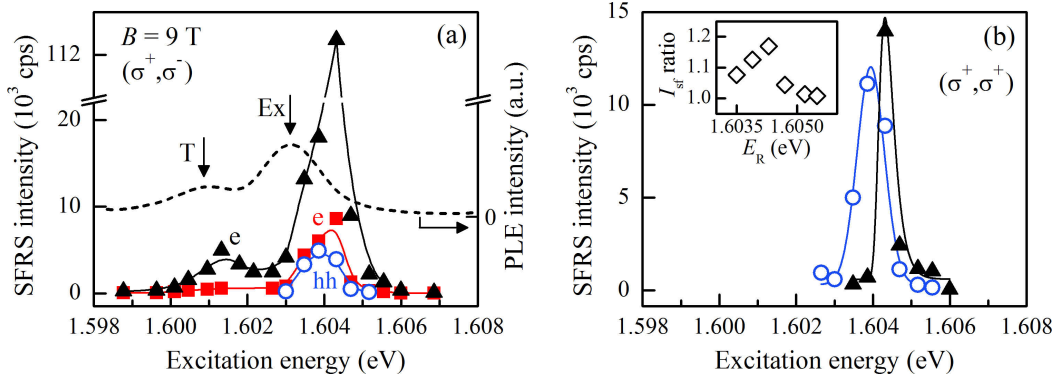 B = 9 T
(σ⁺,σ⁻)
(a)
SFRS intensity (10³ cps)
112
20
10
0
T
Ex
e
e
hh
PLE intensity (a.u.)
0
1.598 1.600 1.602 1.604 1.606 1.608
Excitation energy (eV)
(b)
(σ⁺,σ⁺)
SFRS intensity (10³ cps)
15
10
5
0
I_sf ratio
1.2
1.1
1.0
1.6035 1.6050
E_R (eV)
1.598 1.600 1.602 1.604 1.606 1.608
Excitation energy (eV)